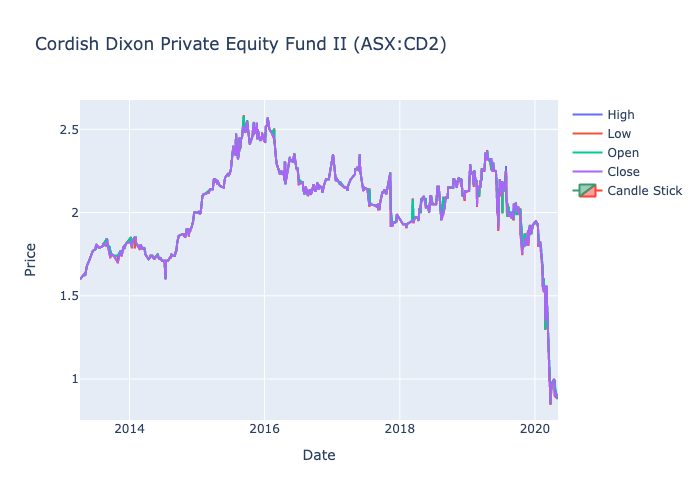 Cordish Dixon Private Equity Fund II (ASX:CD2)
High
Low
Open
Close
Candle Stick
2.5
2
1.5
1
Price
2014
2016
2018
2020
Date